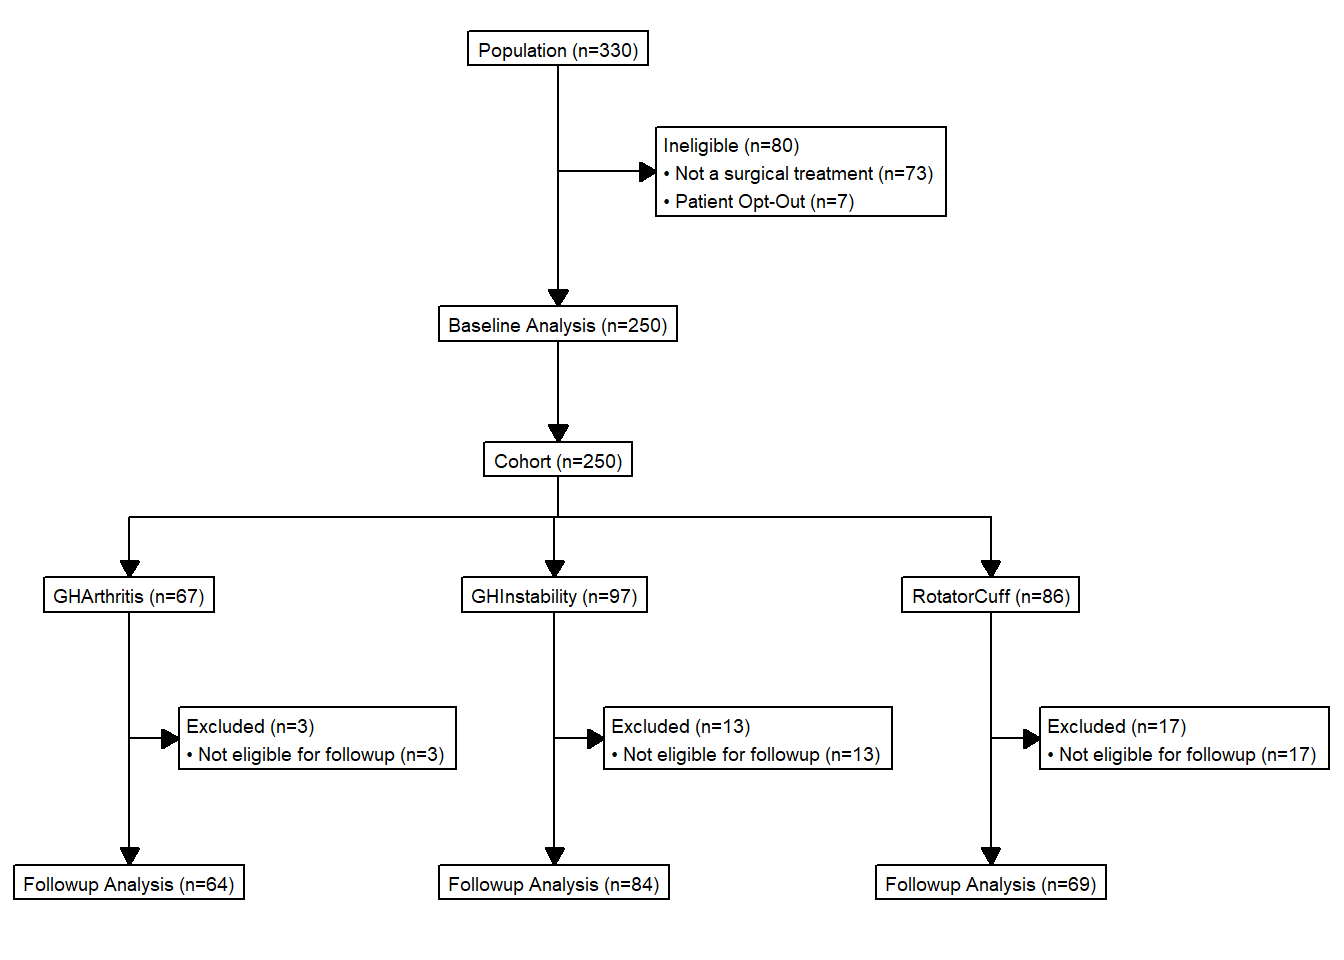 Population (n=330)
Ineligible (n=80)
• Not a surgical treatment (n=73)
• Patient Opt-Out (n=7)
Baseline Analysis (n=250)
Cohort (n=250)
GHArthritis (n=67)
GHInstability (n=97)
RotatorCuff (n=86)
Excluded (n=3)
• Not eligible for followup (n=3)
Excluded (n=13)
• Not eligible for followup (n=13)
Excluded (n=17)
• Not eligible for followup (n=17)
Followup Analysis (n=64)
Followup Analysis (n=84)
Followup Analysis (n=69)